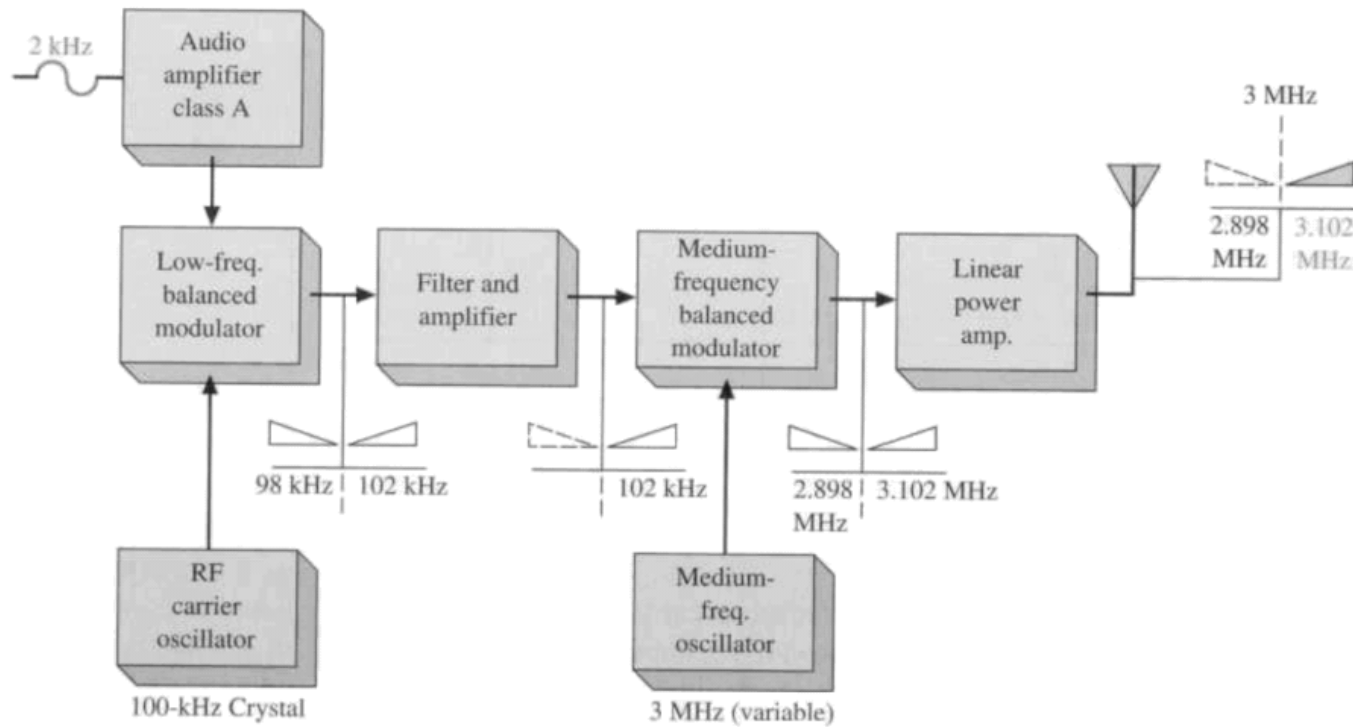 2 kHz
Audio
amplifier
class A
3 MHz
2.898
MHz
3.102
MHz
Low-freq.
balanced
modulator
Filter and
amplifier
Medium-
frequency
balanced
modulator
Linear
power
amp.
98 kHz
102 kHz
102 kHz
2.898
MHz
3.102 MHz
RF
carrier
oscillator
100-kHz Crystal
Medium-
freq.
oscillator
3 MHz (variable)